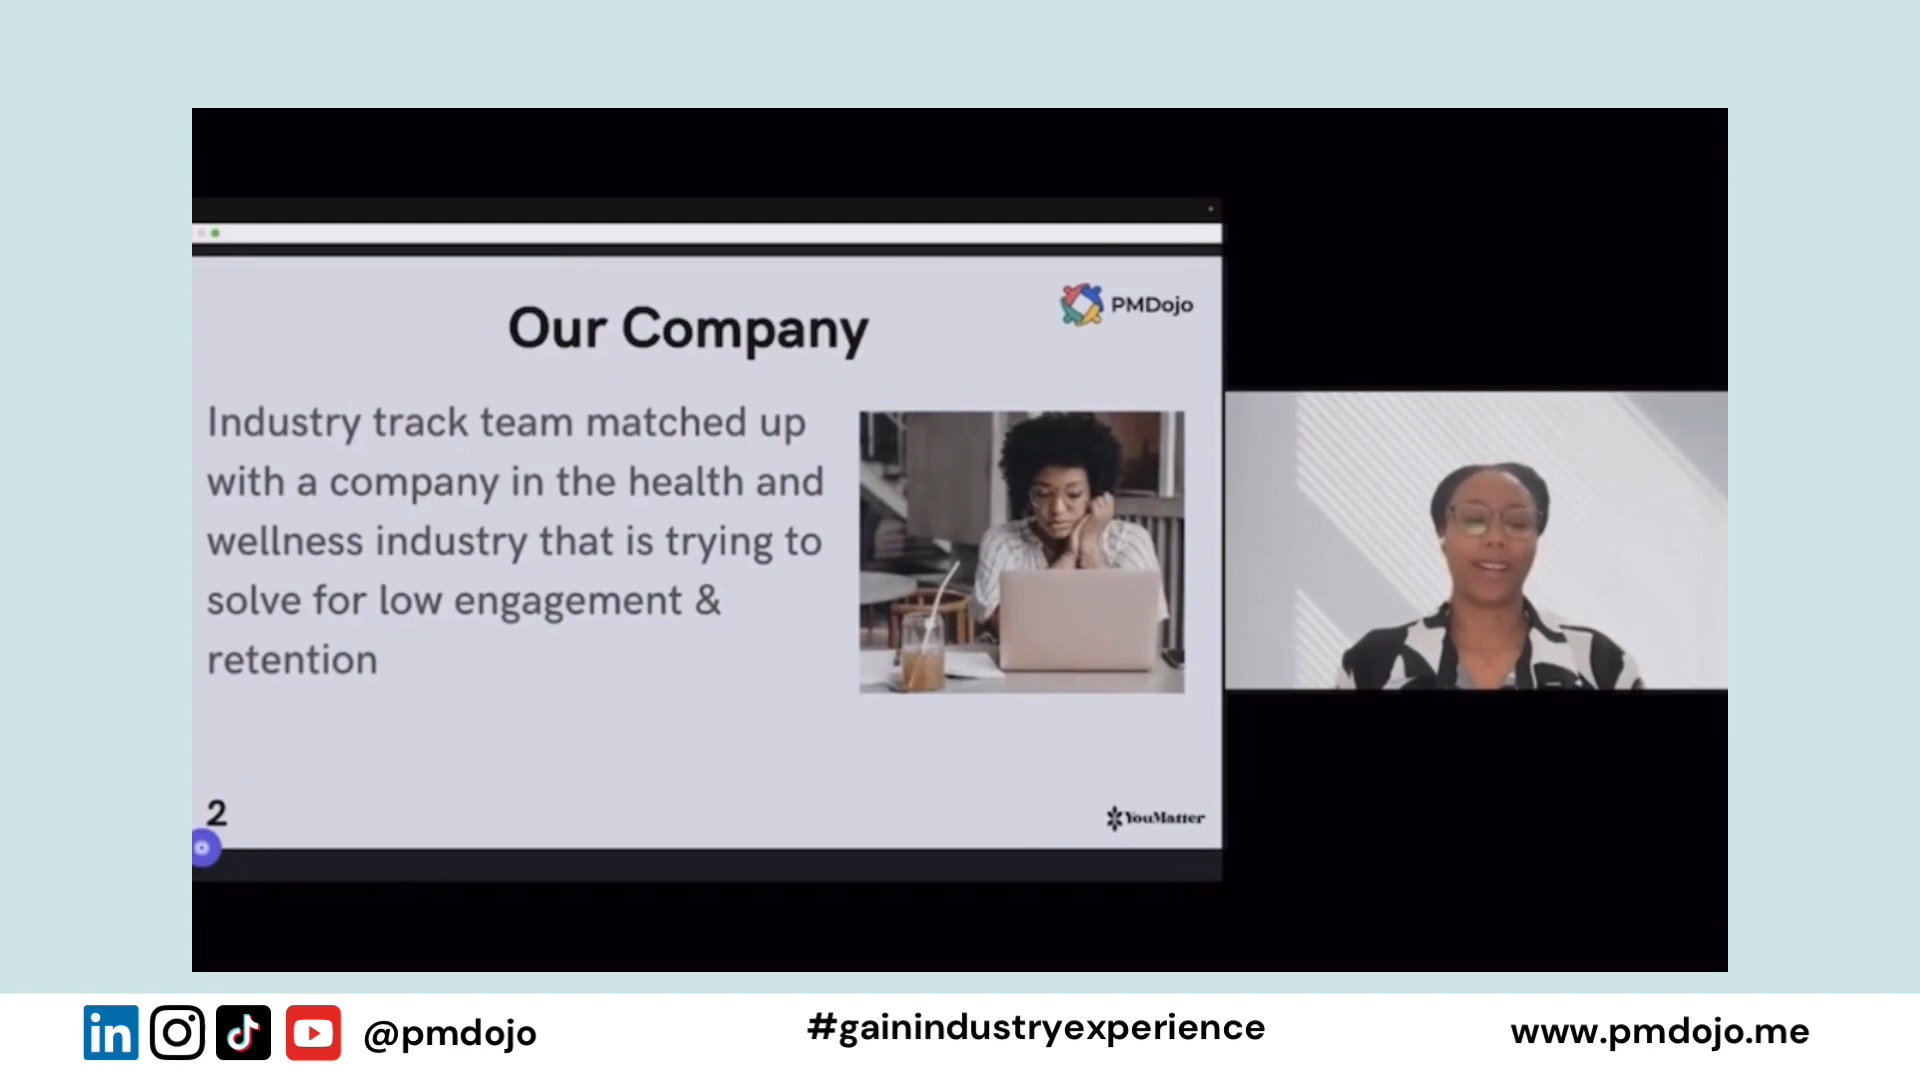 Our Company
PMDojo
Industry track team matched up
with a company in the health and
wellness industry that is trying to
solve for low engagement &
retention
2
YouMatter
in
@pmdojo
#gainindustryexperience
www.pmdojo.me